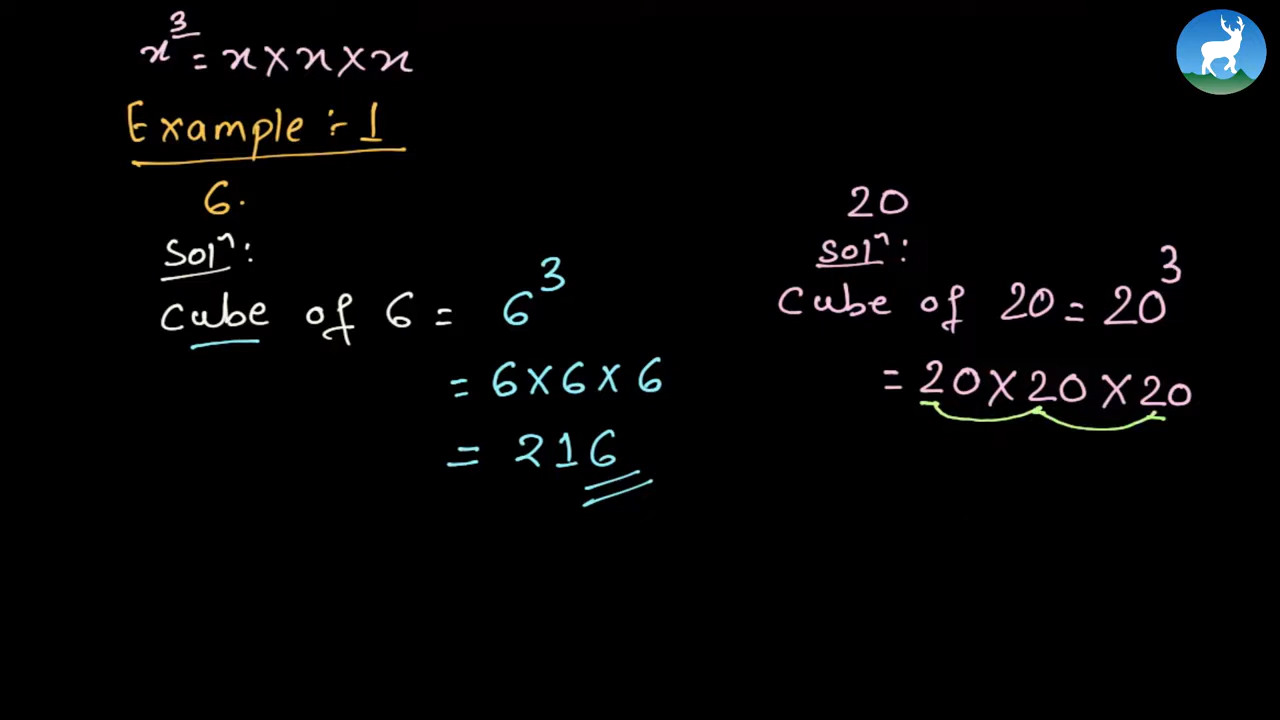 x³ = x × x × x
Example :- 1
6.
Solⁿ:
Cube of 6 = 6³
= 6 × 6 × 6
= 216
20
Solⁿ:
Cube of 20 = 20³
= 20 × 20 × 20